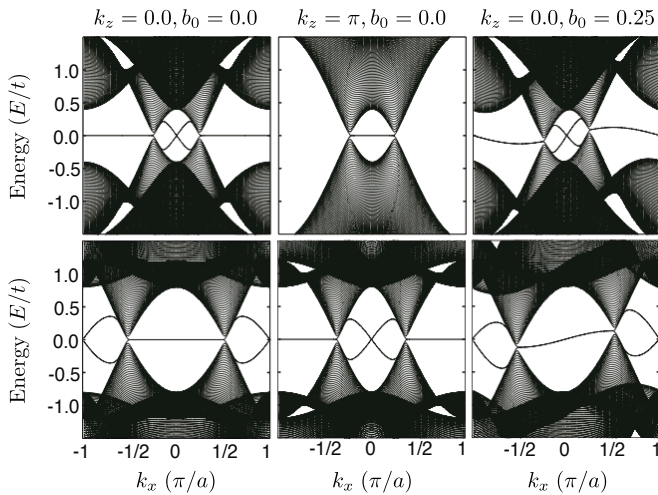 k_z = 0.0, b_0 = 0.0 k_z = π, b_0 = 0.0 k_z = 0.0, b_0 = 0.25
Energy (E/t)
1.0
0.5
0.0
-0.5
-1.0
Energy (E/t)
1.0
0.5
0.0
-0.5
-1.0
-1 -1/2 0 1/2 1 -1/2 0 1/2 -1/2 0 1/2 1
k_x (π/a) k_x (π/a) k_x (π/a)